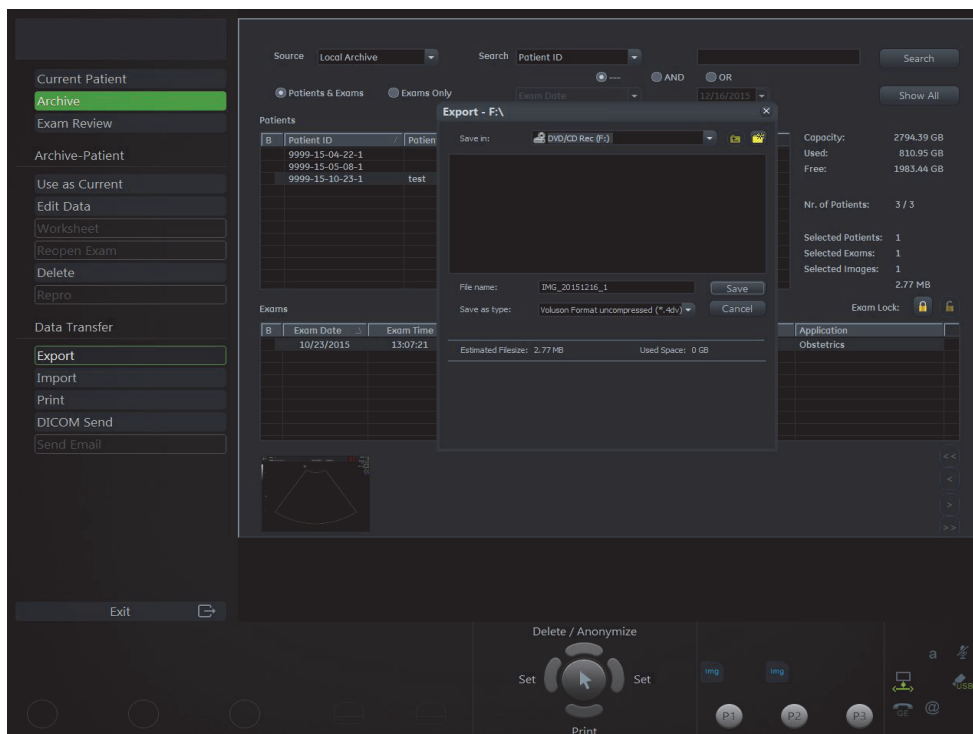 Current Patient
Archive
Exam Review
Archive-Patient
Use as Current
Edit Data
Worksheet
Reopen Exam
Delete
Repro
Data Transfer
Export
Import
Print
DICOM Send
Send Email
Exit
Source Local Archive Search Patient ID Search
--- AND OR
Patients & Exams Exams Only Exam Date 12/16/2015 Show All
Patients
B Patient ID Patien
9999-15-04-22-1
9999-15-05-08-1
9999-15-10-23-1 test
Export - F:\
Save in: DVD/CD Rec (F:)
File name: IMG_20151216_1 Save
Save as type: Voluson Format uncompressed (*.4dv) Cancel
Estimated Filesize: 2.77 MB Used Space: 0 GB
Capacity: 2794.39 GB
Used: 810.95 GB
Free: 1983.44 GB
Nr. of Patients: 3 / 3
Selected Patients: 1
Selected Exams: 1
Selected Images: 1
2.77 MB
Exam Lock:
Exams
B Exam Date Exam Time Application
10/23/2015 13:07:21 Obstetrics
<<
<
>
>>
Delete / Anonymize
Set Set
Print
Img Img
P1 P2 P3
a
USB
GE @